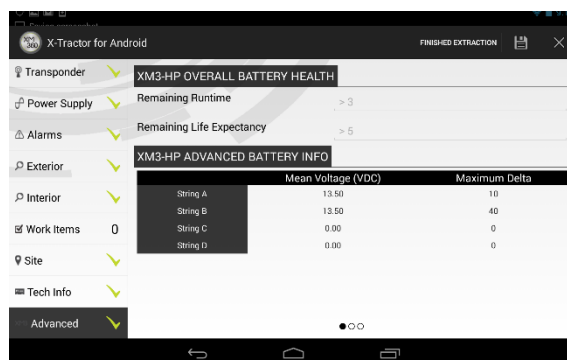 XM
360
X-Tractor for Android
FINISHED EXTRACTION
Transponder
Power Supply
Alarms
Exterior
Interior
Work Items 0
Site
Tech Info
Advanced
XM3-HP OVERALL BATTERY HEALTH
Remaining Runtime > 3
Remaining Life Expectancy > 5
XM3-HP ADVANCED BATTERY INFO
Mean Voltage (VDC) Maximum Delta
String A 13.50 10
String B 13.50 40
String C 0.00 0
String D 0.00 0